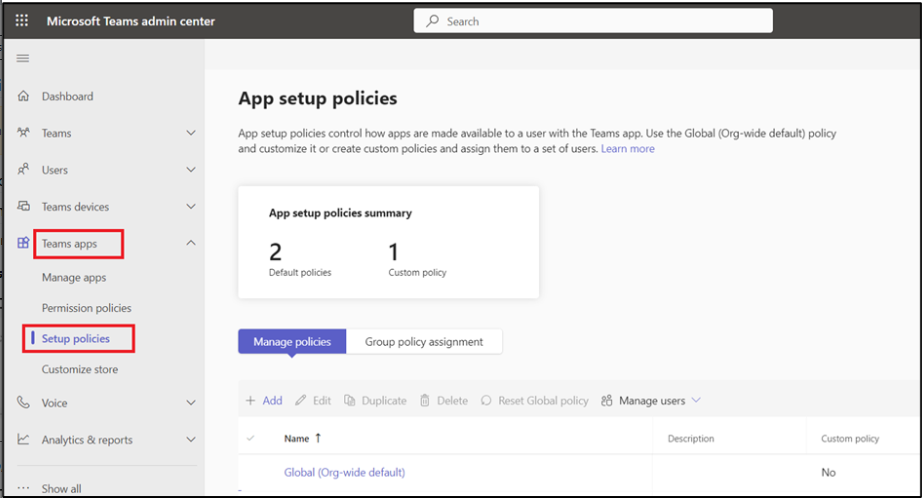 Microsoft Teams admin center
Search
Dashboard
Teams
Users
Teams devices
Teams apps
Manage apps
Permission policies
Setup policies
Customize store
Voice
Analytics & reports
Show all
App setup policies
App setup policies control how apps are made available to a user with the Teams app. Use the Global (Org-wide default) policy
and customize it or create custom policies and assign them to a set of users. Learn more
App setup policies summary
2 1
Default policies Custom policy
Manage policies Group policy assignment
+ Add Edit Duplicate Delete Reset Global policy Manage users
Name ↑ Description Custom policy
Global (Org-wide default) No